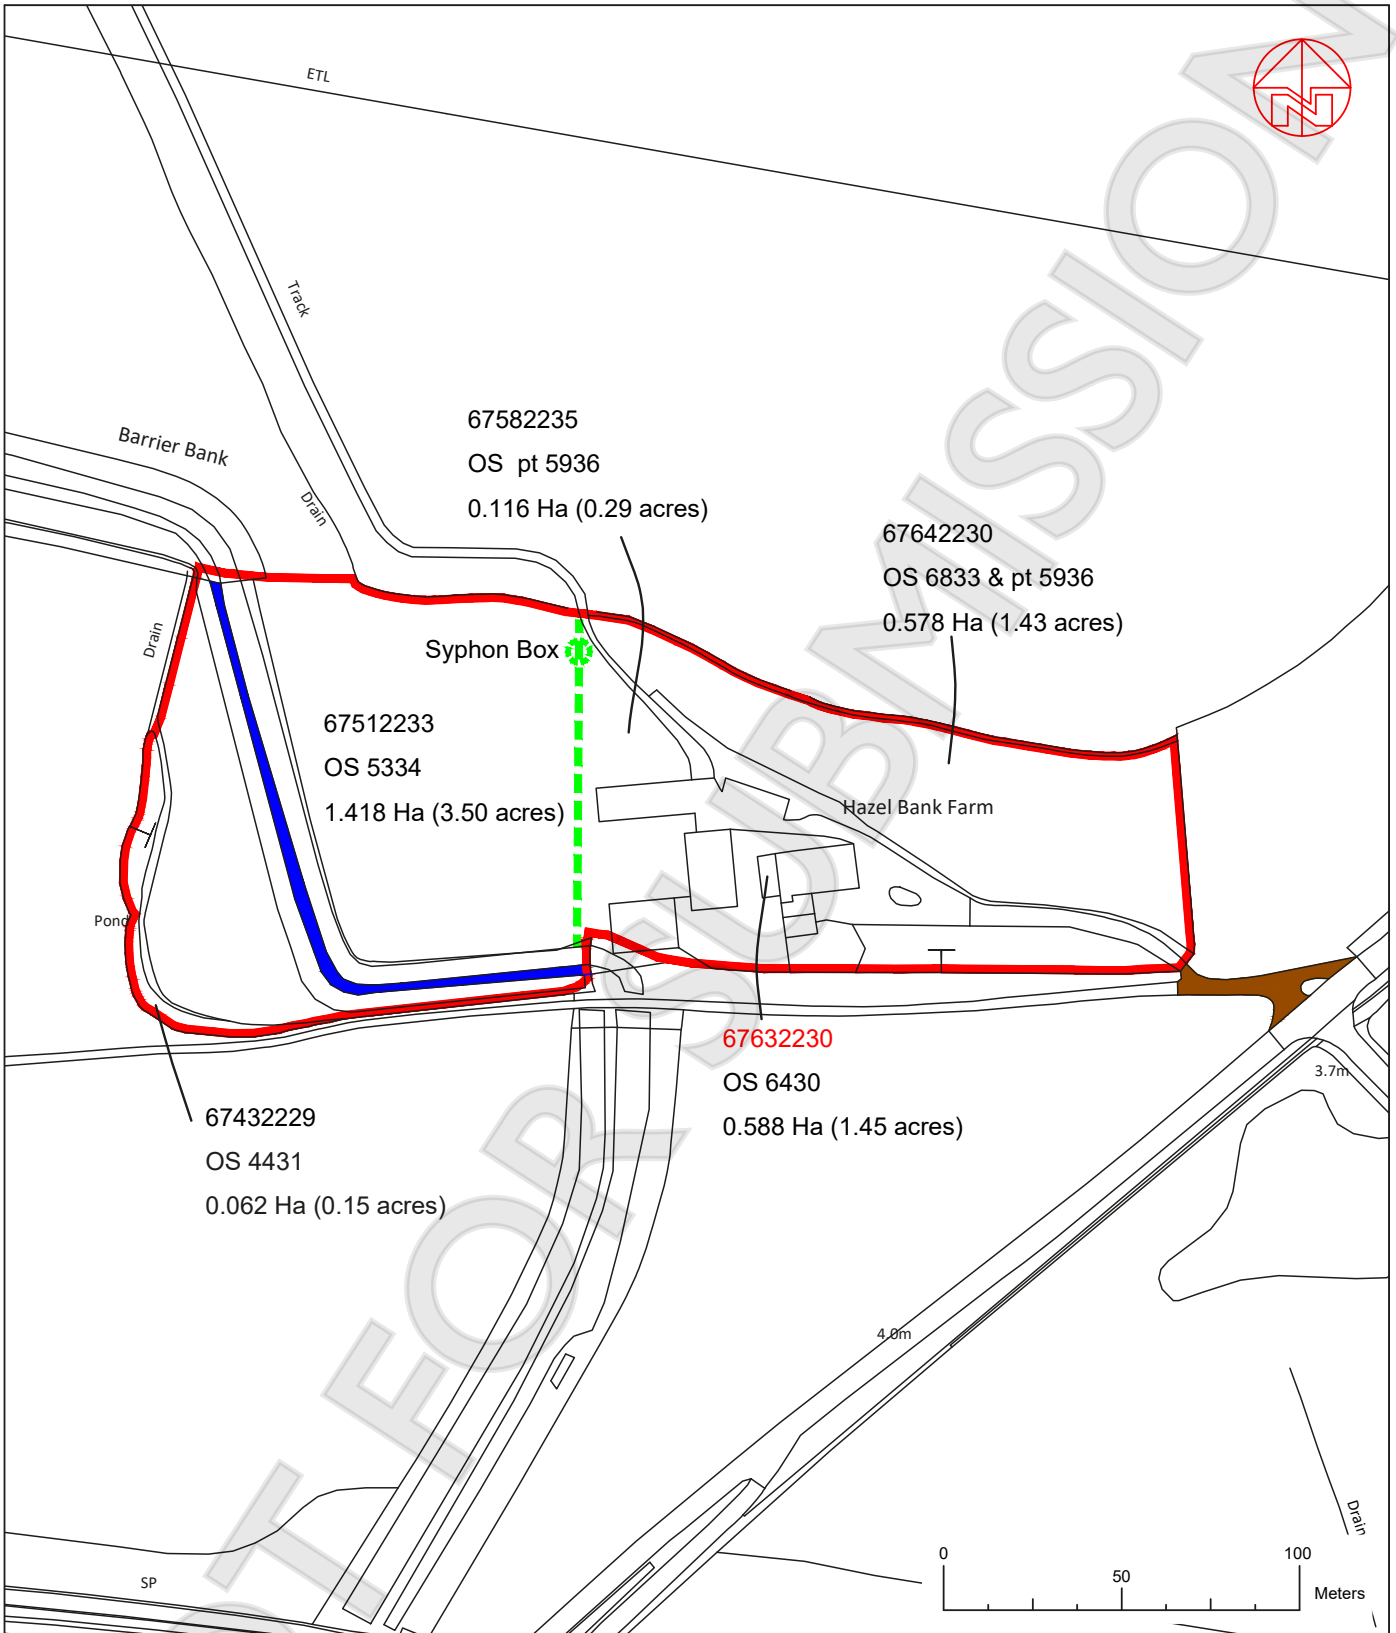 ETL
N
Track
67582235
OS pt 5936
0.116 Ha (0.29 acres)
Barrier Bank
Drain
67642230
OS 6833 & pt 5936
0.578 Ha (1.43 acres)
Drain
Syphon Box
67512233
OS 5334
1.418 Ha (3.50 acres)
Hazel Bank Farm
Pond
67632230
OS 6430
0.588 Ha (1.45 acres)
3.7m
67432229
OS 4431
0.062 Ha (0.15 acres)
4.0m
Drain
SP
0
50
100
Meters
T FOR SUBMISSION